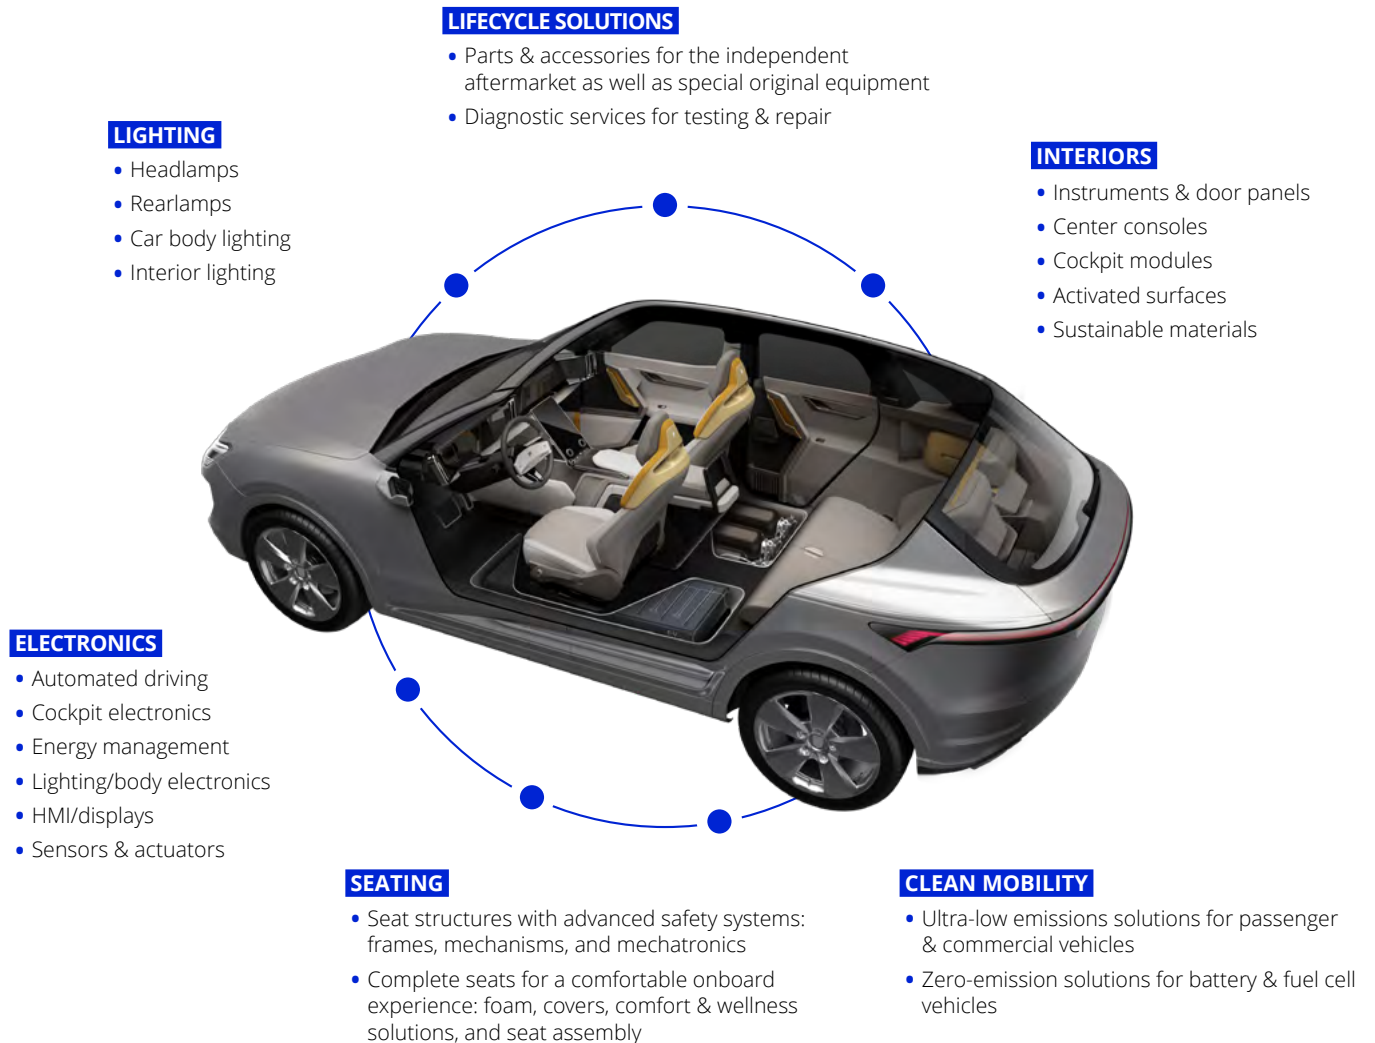 LIFECYCLE SOLUTIONS
• Parts & accessories for the independent
aftermarket as well as special original equipment
• Diagnostic services for testing & repair
LIGHTING
• Headlamps
• Rearlamps
• Car body lighting
• Interior lighting
INTERIORS
• Instruments & door panels
• Center consoles
• Cockpit modules
• Activated surfaces
• Sustainable materials
ELECTRONICS
• Automated driving
• Cockpit electronics
• Energy management
• Lighting/body electronics
• HMI/displays
• Sensors & actuators
SEATING
• Seat structures with advanced safety systems:
frames, mechanisms, and mechatronics
• Complete seats for a comfortable onboard
experience: foam, covers, comfort & wellness
solutions, and seat assembly
CLEAN MOBILITY
• Ultra-low emissions solutions for passenger
& commercial vehicles
• Zero-emission solutions for battery & fuel cell
vehicles